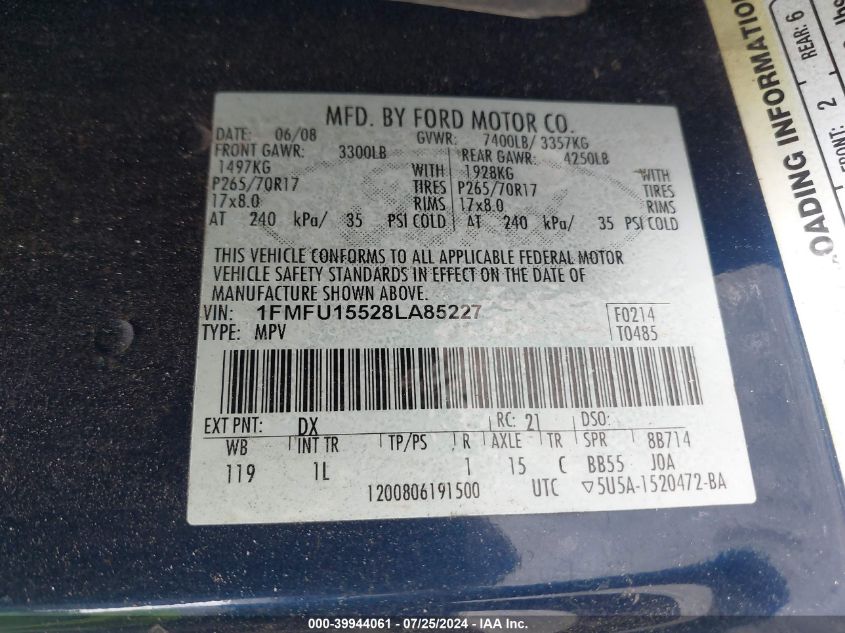 MFD. BY FORD MOTOR CO.
DATE: 06/08 GVWR: 7400LB/ 3357KG
FRONT GAWR: 3300LB REAR GAWR: 4250LB
1497KG WITH 1928KG WITH
P265/70R17 TIRES P265/70R17 TIRES
17x8.0 RIMS 17x8.0 RIMS
AT 240 kPa/ 35 PSI COLD AT 240 kPa/ 35 PSI COLD
THIS VEHICLE CONFORMS TO ALL APPLICABLE FEDERAL MOTOR
VEHICLE SAFETY STANDARDS IN EFFECT ON THE DATE OF
MANUFACTURE SHOWN ABOVE.
VIN: 1FMFU15528LA85227 F0214
TYPE: MPV T0485
EXT PNT: DX RC: 21 DSO:
WB INT TR TP/PS R AXLE TR SPR 8B714
119 1L 1 15 C BB55 J0A
1200806191500 UTC ▽5U5A-1520472-BA
OADING INFORMATION
REAR: 6
FRONT: 2
lbs
000-39944061 - 07/25/2024 - IAA Inc.